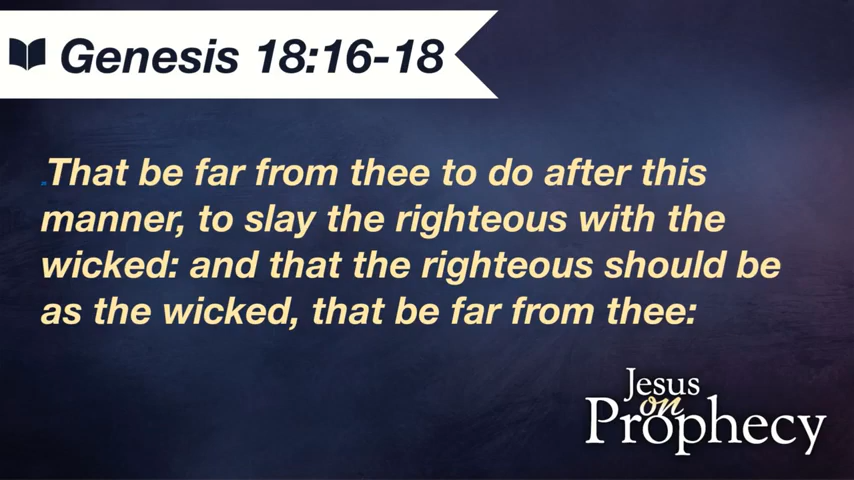 Genesis 18:16-18
.That be far from thee to do after this
manner, to slay the righteous with the
wicked: and that the righteous should be
as the wicked, that be far from thee:
Jesus
on
Prophecy